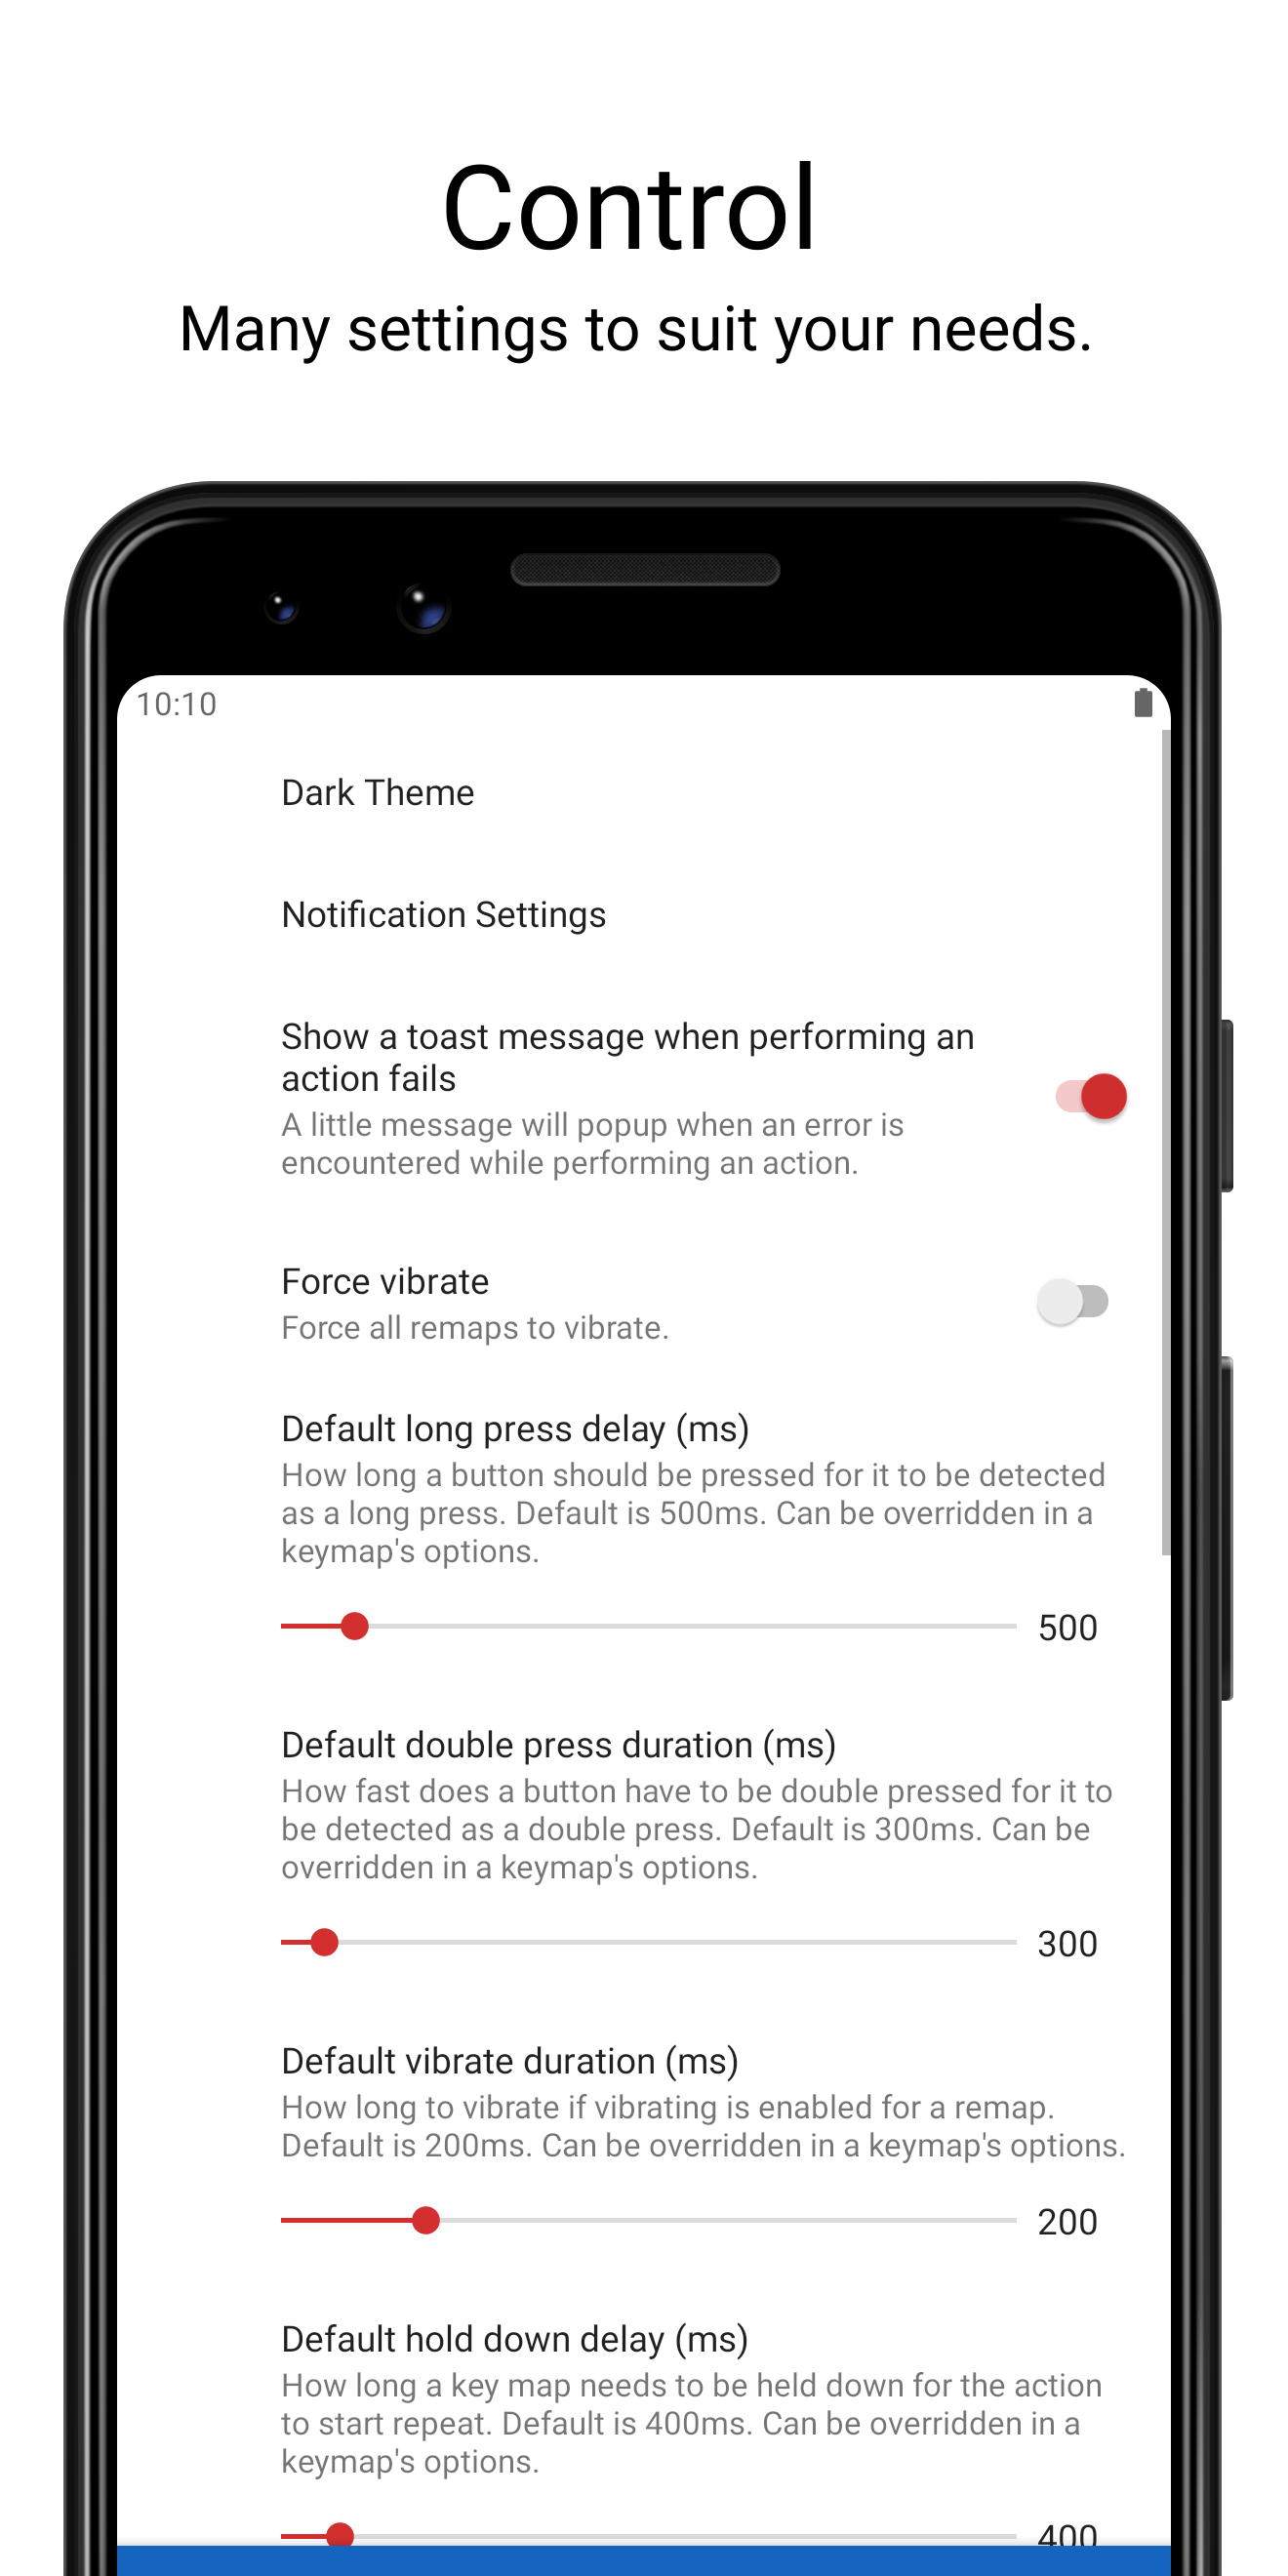 Control
Many settings to suit your needs.
10:10
Dark Theme
Notification Settings
Show a toast message when performing an
action fails
A little message will popup when an error is
encountered while performing an action.
Force vibrate
Force all remaps to vibrate.
Default long press delay (ms)
How long a button should be pressed for it to be detected
as a long press. Default is 500ms. Can be overridden in a
keymap's options.
500
Default double press duration (ms)
How fast does a button have to be double pressed for it to
be detected as a double press. Default is 300ms. Can be
overridden in a keymap's options.
300
Default vibrate duration (ms)
How long to vibrate if vibrating is enabled for a remap.
Default is 200ms. Can be overridden in a keymap's options.
200
Default hold down delay (ms)
How long a key map needs to be held down for the action
to start repeat. Default is 400ms. Can be overridden in a
keymap's options.
400